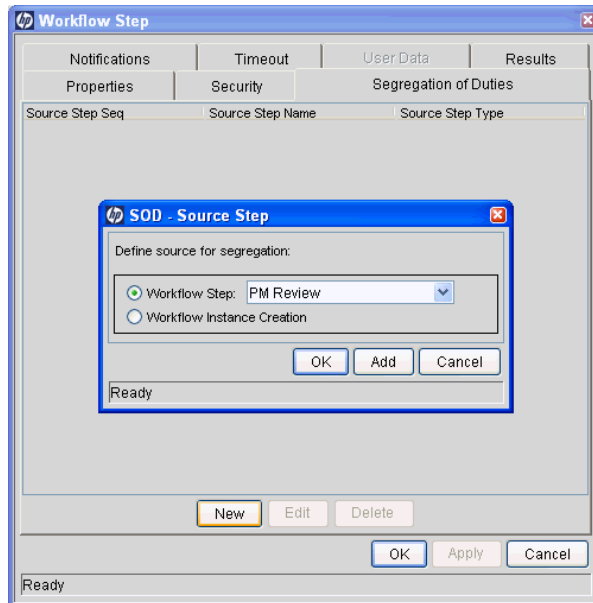 hp Workflow Step
Notifications Timeout User Data Results
Properties Security Segregation of Duties
Source Step Seq Source Step Name Source Step Type
hp SOD - Source Step
Define source for segregation:
Workflow Step: PM Review
Workflow Instance Creation
OK Add Cancel
Ready
New Edit Delete
OK Apply Cancel
Ready